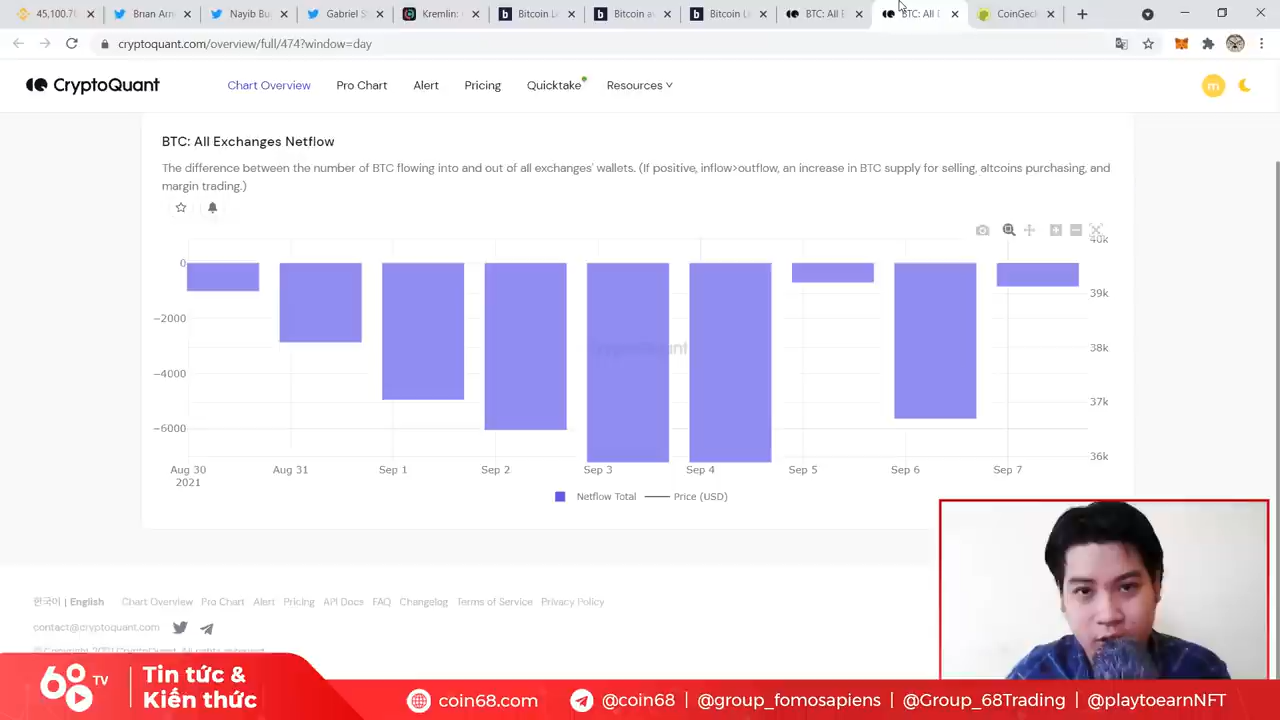 45,100.7
Brian Arm
Nayib Bu
Gabriel S
Kremlin:
Bitcoin L
Bitcoin a
Bitcoin L
BTC: All E
BTC: All E
CoinGeck
cryptoquant.com/overview/full/474?window=day
CryptoQuant
Chart Overview
Pro Chart
Alert
Pricing
Quicktake
Resources
m
BTC: All Exchanges Netflow
The difference between the number of BTC flowing into and out of all exchanges' wallets. (If positive, inflow>outflow, an increase in BTC supply for selling, altcoins purchasing, and
margin trading.)
40k
0
39k
−2000
38k
CryptoQuant
−4000
37k
−6000
36k
Aug 30
2021
Aug 31
Sep 1
Sep 2
Sep 3
Sep 4
Sep 5
Sep 6
Sep 7
Netflow Total
Price (USD)
한국어 | English
Chart Overview
Pro Chart
Alert
Pricing
API Docs
FAQ
Changelog
Terms of Service
Privacy Policy
contact@cryptoquant.com
68 TV
Tin tức &
Kiến thức
coin68.com
@coin68 | @group_fomosapiens | @Group_68Trading | @playtoearnNFT